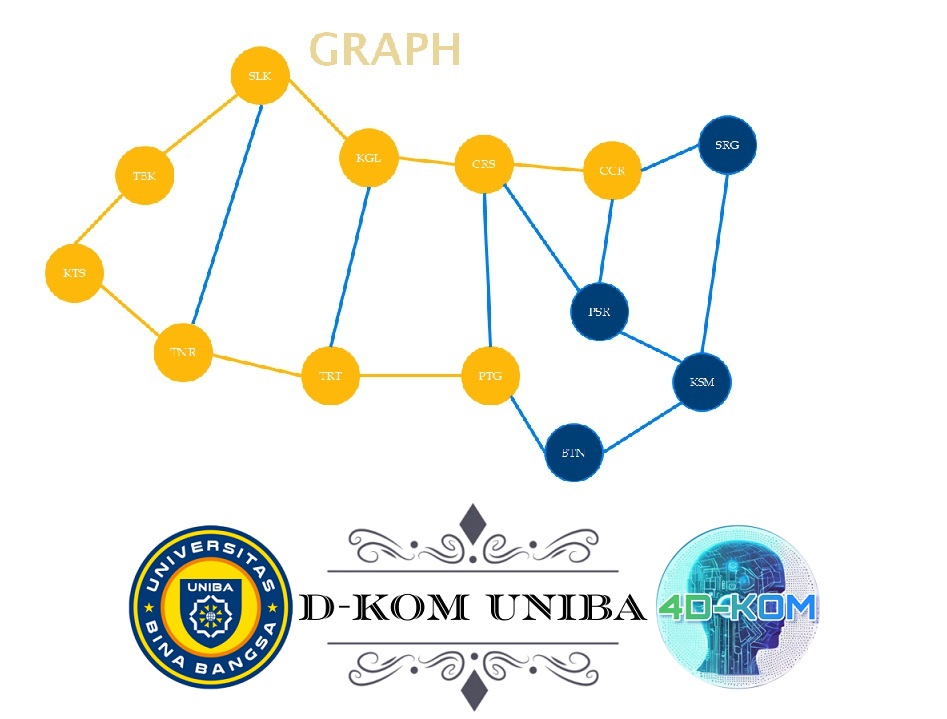 GRAPH
SLK
KGL
CRS
CCR
SRG
TBK
KTS
TNR
TRT
PTG
PSR
KSM
BTN
UNIVERSITAS
UNIBA
BINA BANGSA
D-KOM UNIBA
4D-KOM